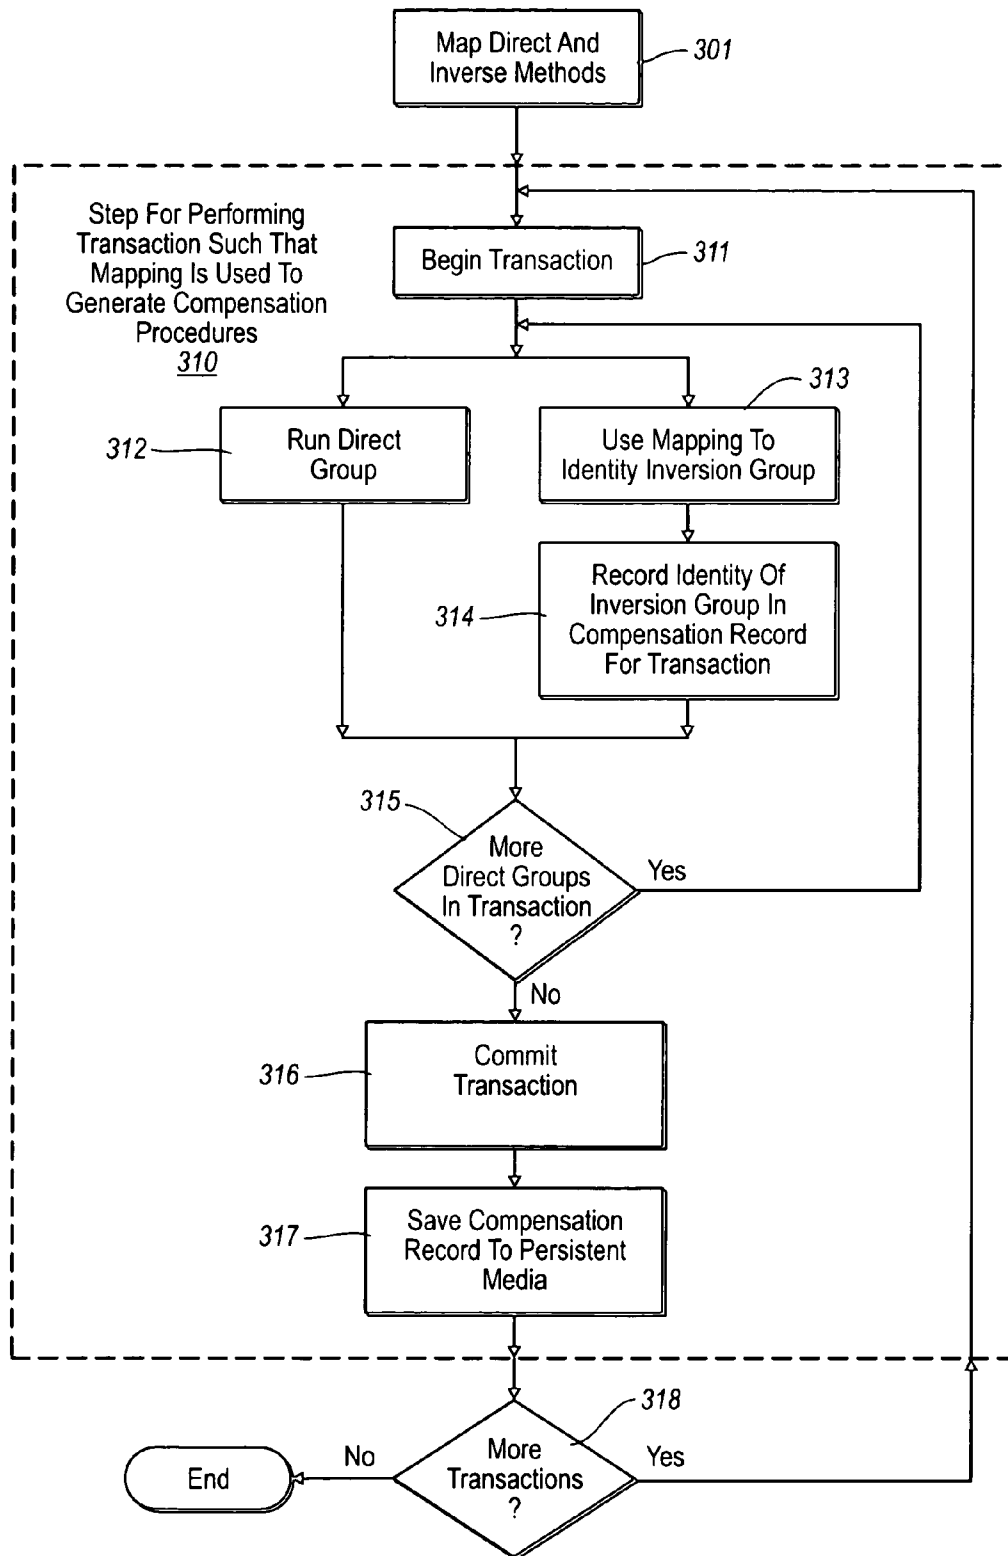 Map Direct And
Inverse Methods
301
Step For Performing
Transaction Such That
Mapping Is Used To
Generate Compensation
Procedures
310
Begin Transaction
311
312
Run Direct
Group
313
Use Mapping To
Identity Inversion Group
314
Record Identity Of
Inversion Group In
Compensation Record
For Transaction
315
More
Direct Groups
In Transaction
?
Yes
No
316
Commit
Transaction
317
Save Compensation
Record To Persistent
Media
318
More
Transactions
?
Yes
No
End